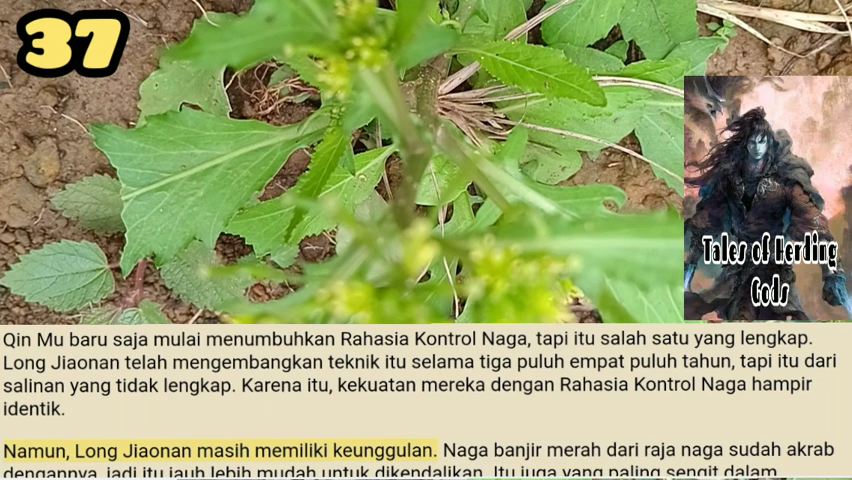 37
Tales of Herding
Gods
Qin Mu baru saja mulai menumbuhkan Rahasia Kontrol Naga, tapi itu salah satu yang lengkap.
Long Jiaonan telah mengembangkan teknik itu selama tiga puluh empat puluh tahun, tapi itu dari
salinan yang tidak lengkap. Karena itu, kekuatan mereka dengan Rahasia Kontrol Naga hampir
identik.
Namun, Long Jiaonan masih memiliki keunggulan. Naga banjir merah dari raja naga sudah akrab
dengannya, jadi itu jauh lebih mudah untuk dikendalikan. Itu juga yang paling sengit dalam